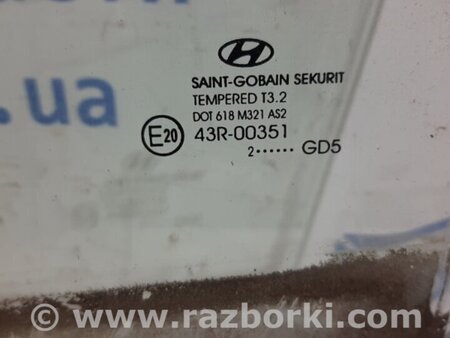 .ua
SAINT-GOBAIN SEKURIT
TEMPERED T3.2
DOT 618 M321 AS2
E20 43R-00351
2...... GD5
© www.razborki.com